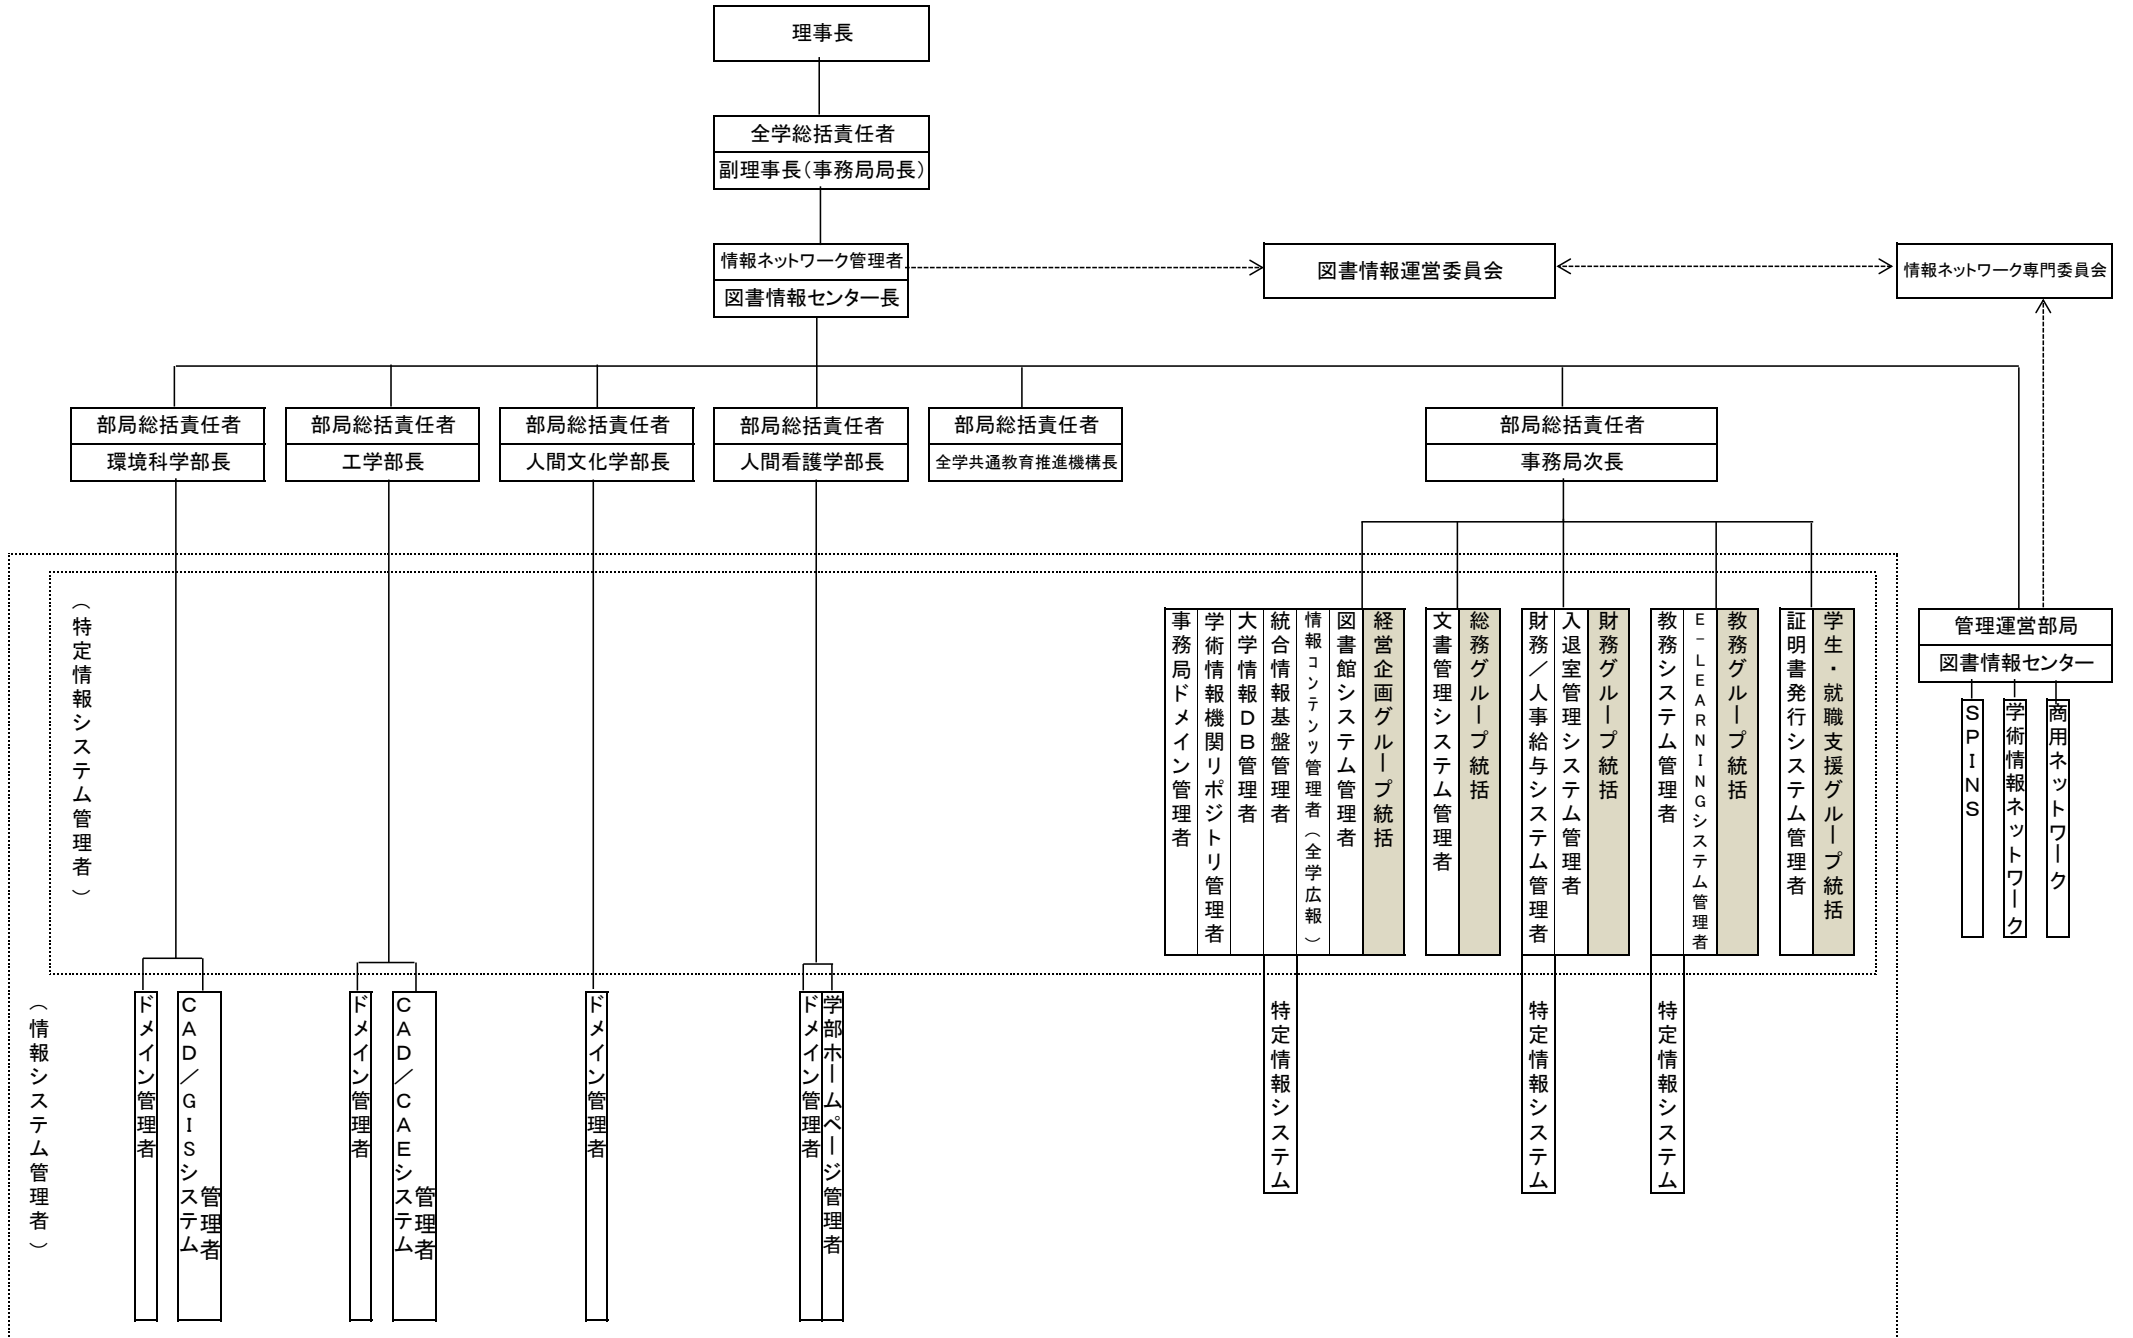 理事長
全学総括責任者
副理事長(事務局局長)
情報ネットワーク管理者
図書情報センター長
図書情報運営委員会
情報ネットワーク専門委員会
部局総括責任者
環境科学部長
部局総括責任者
工学部長
部局総括責任者
人間文化学部長
部局総括責任者
人間看護学部長
部局総括責任者
全学共通教育推進機構長
部局総括責任者
事務局次長
管理運営部局
図書情報センター
SPINS
学術情報ネットワーク
商用ネットワーク
(特定情報システム管理者)
事務局ドメイン管理者
学術情報機関リポジトリ管理者
大学情報DB管理者
統合情報基盤管理者
情報コンテンツ管理者(全学広報)
図書館システム管理者
経営企画グループ統括
文書管理システム管理者
総務グループ統括
財務/人事給与システム管理者
入退室管理システム管理者
財務グループ統括
教務システム管理者
E-LEARNINGシステム管理者
教務グループ統括
証明書発行システム管理者
学生・就職支援グループ統括
(情報システム管理者)
ドメイン管理者
CAD/GISシステム
管理者
ドメイン管理者
CAD/CAEシステム
管理者
ドメイン管理者
ドメイン管理者
学部ホームページ管理者
特定情報システム
特定情報システム
特定情報システム